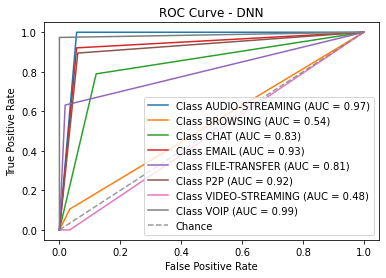 ROC Curve - DNN
True Positive Rate
1.0
0.8
0.6
0.4
0.2
0.0
Class AUDIO-STREAMING (AUC = 0.97)
Class BROWSING (AUC = 0.54)
Class CHAT (AUC = 0.83)
Class EMAIL (AUC = 0.93)
Class FILE-TRANSFER (AUC = 0.81)
Class P2P (AUC = 0.92)
Class VIDEO-STREAMING (AUC = 0.48)
Class VOIP (AUC = 0.99)
Chance
0.0 0.2 0.4 0.6 0.8 1.0
False Positive Rate